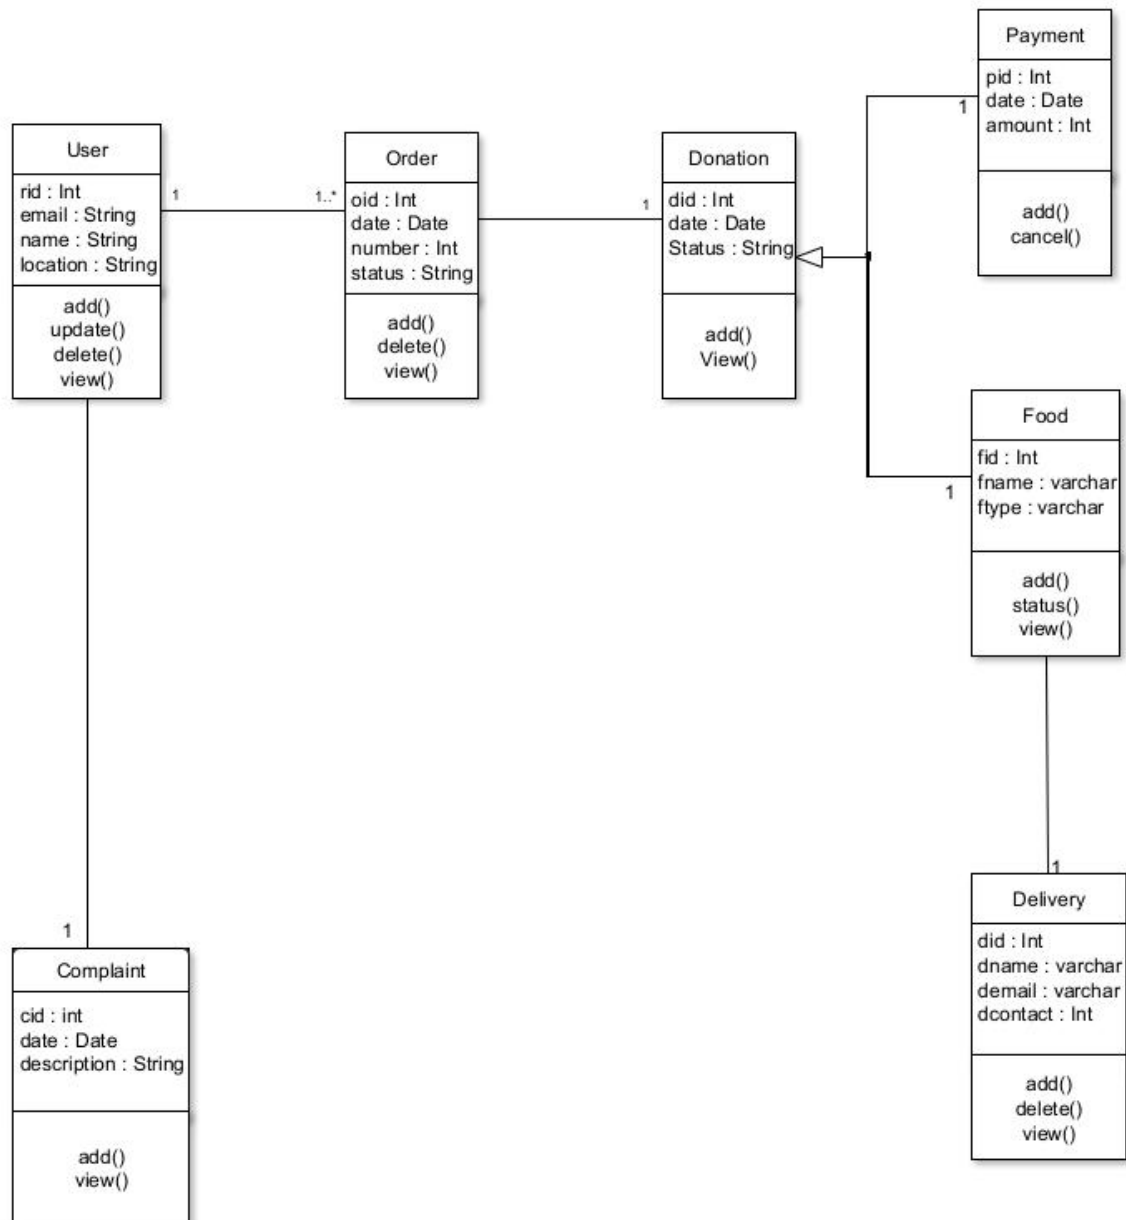 Payment
pid : Int
date : Date
amount : Int
add()
cancel()
1
User
rid : Int
email : String
name : String
location : String
add()
update()
delete()
view()
1
1..*
Order
oid : Int
date : Date
number : Int
status : String
add()
delete()
view()
1
Donation
did : Int
date : Date
Status : String
add()
View()
1
Food
fid : Int
fname : varchar
ftype : varchar
add()
status()
view()
1
Delivery
did : Int
dname : varchar
demail : varchar
dcontact : Int
add()
delete()
view()
1
Complaint
cid : int
date : Date
description : String
add()
view()